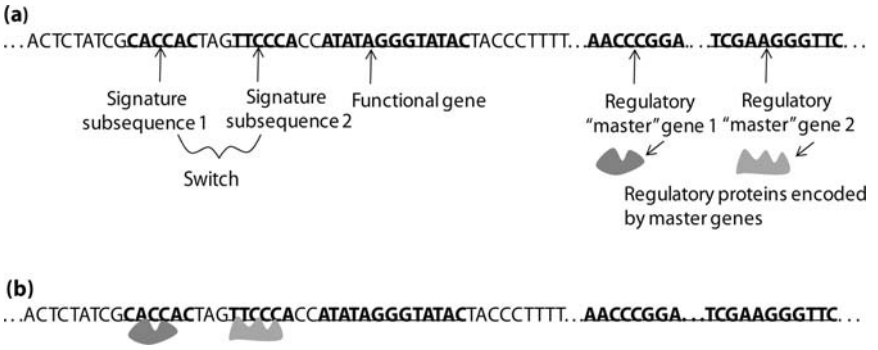 (a)
...ACTCTATCGCACCACTAGTTCCCACCATATAGGGTATACTACCCTTTT...AACCCGGA....TCGAAGGGTTC...
Signature subsequence 1
Signature subsequence 2
Functional gene
Regulatory "master" gene 1
Regulatory "master" gene 2
Switch
Regulatory proteins encoded by master genes
(b)
...ACTCTATCGCACCACTAGTTCCCACCATATAGGGTATACTACCCTTTT...AACCCGGA...TCGAAGGGTTC...